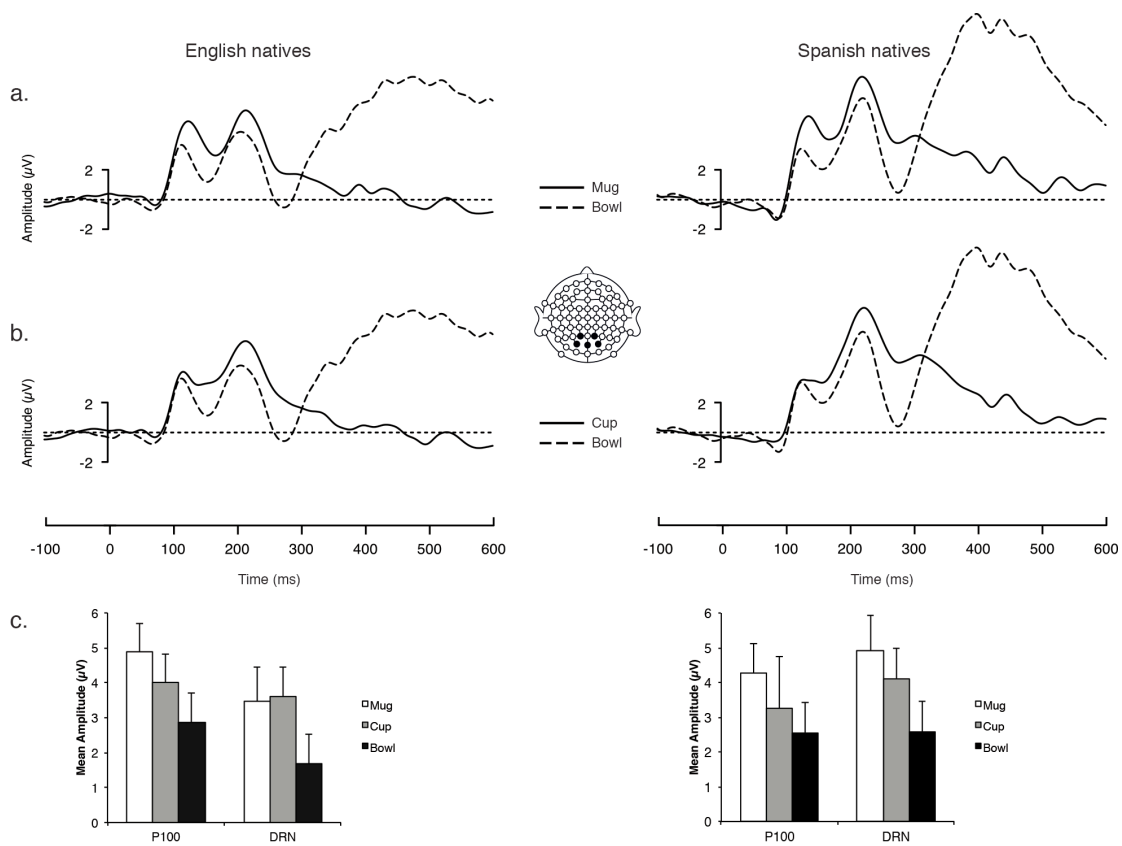 English natives
Spanish natives
a.
Amplitude (µV)
2
-2
2
-2
Mug
Bowl
b.
Amplitude (µV)
2
-2
2
-2
Cup
Bowl
-100 0 100 200 300 400 500 600
Time (ms)
-100 0 100 200 300 400 500 600
Time (ms)
c.
Mean Amplitude (µV)
6
5
4
3
2
1
0
P100 DRN
Mug
Cup
Bowl
Mean Amplitude (µV)
6
5
4
3
2
1
0
P100 DRN
Mug
Cup
Bowl